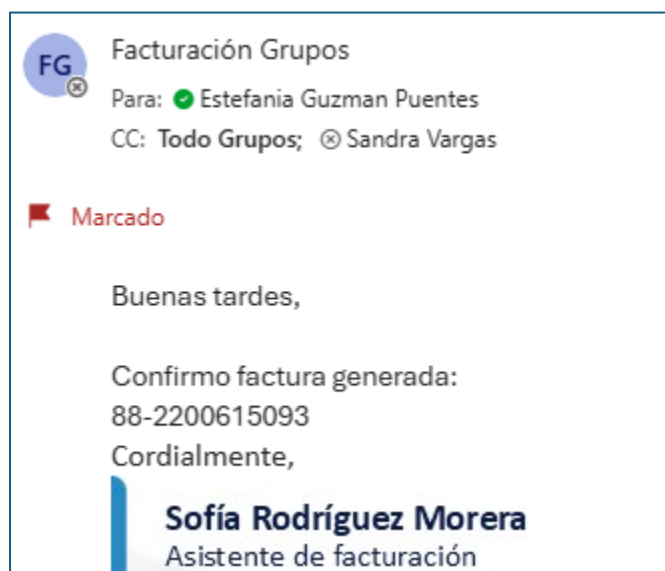 FG
Facturación Grupos
Para: Estefania Guzman Puentes
CC: Todo Grupos; Sandra Vargas
Marcado
Buenas tardes,
Confirmo factura generada:
88-2200615093
Cordialmente,
Sofía Rodríguez Morera
Asistente de facturación